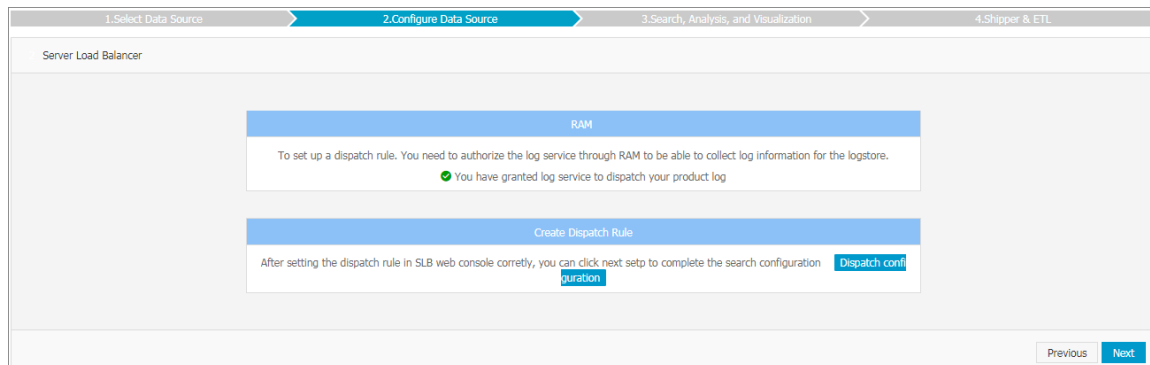 1.Select Data Source
2.Configure Data Source
3.Search, Analysis, and Visualization
4.Shipper & ETL
Server Load Balancer
RAM
To set up a dispatch rule. You need to authorize the log service through RAM to be able to collect log information for the logstore.
You have granted log service to dispatch your product log
Create Dispatch Rule
After setting the dispatch rule in SLB web console corretly, you can click next setp to complete the search configuration Dispatch confi
guration
Previous Next